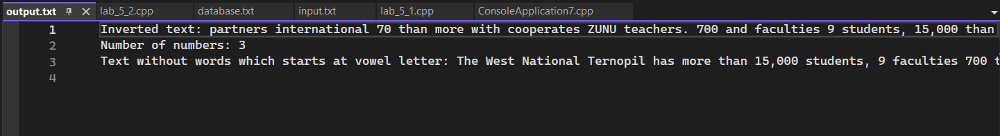 output.txt lab_5_2.cpp database.txt input.txt lab_5_1.cpp ConsoleApplication7.cpp
1 Inverted text: partners international 70 than more with cooperates ZUNU teachers. 700 and faculties 9 students, 15,000 than
2 Number of numbers: 3
3 Text without words which starts at vowel letter: The West National Ternopil has more than 15,000 students, 9 faculties 700 t
4